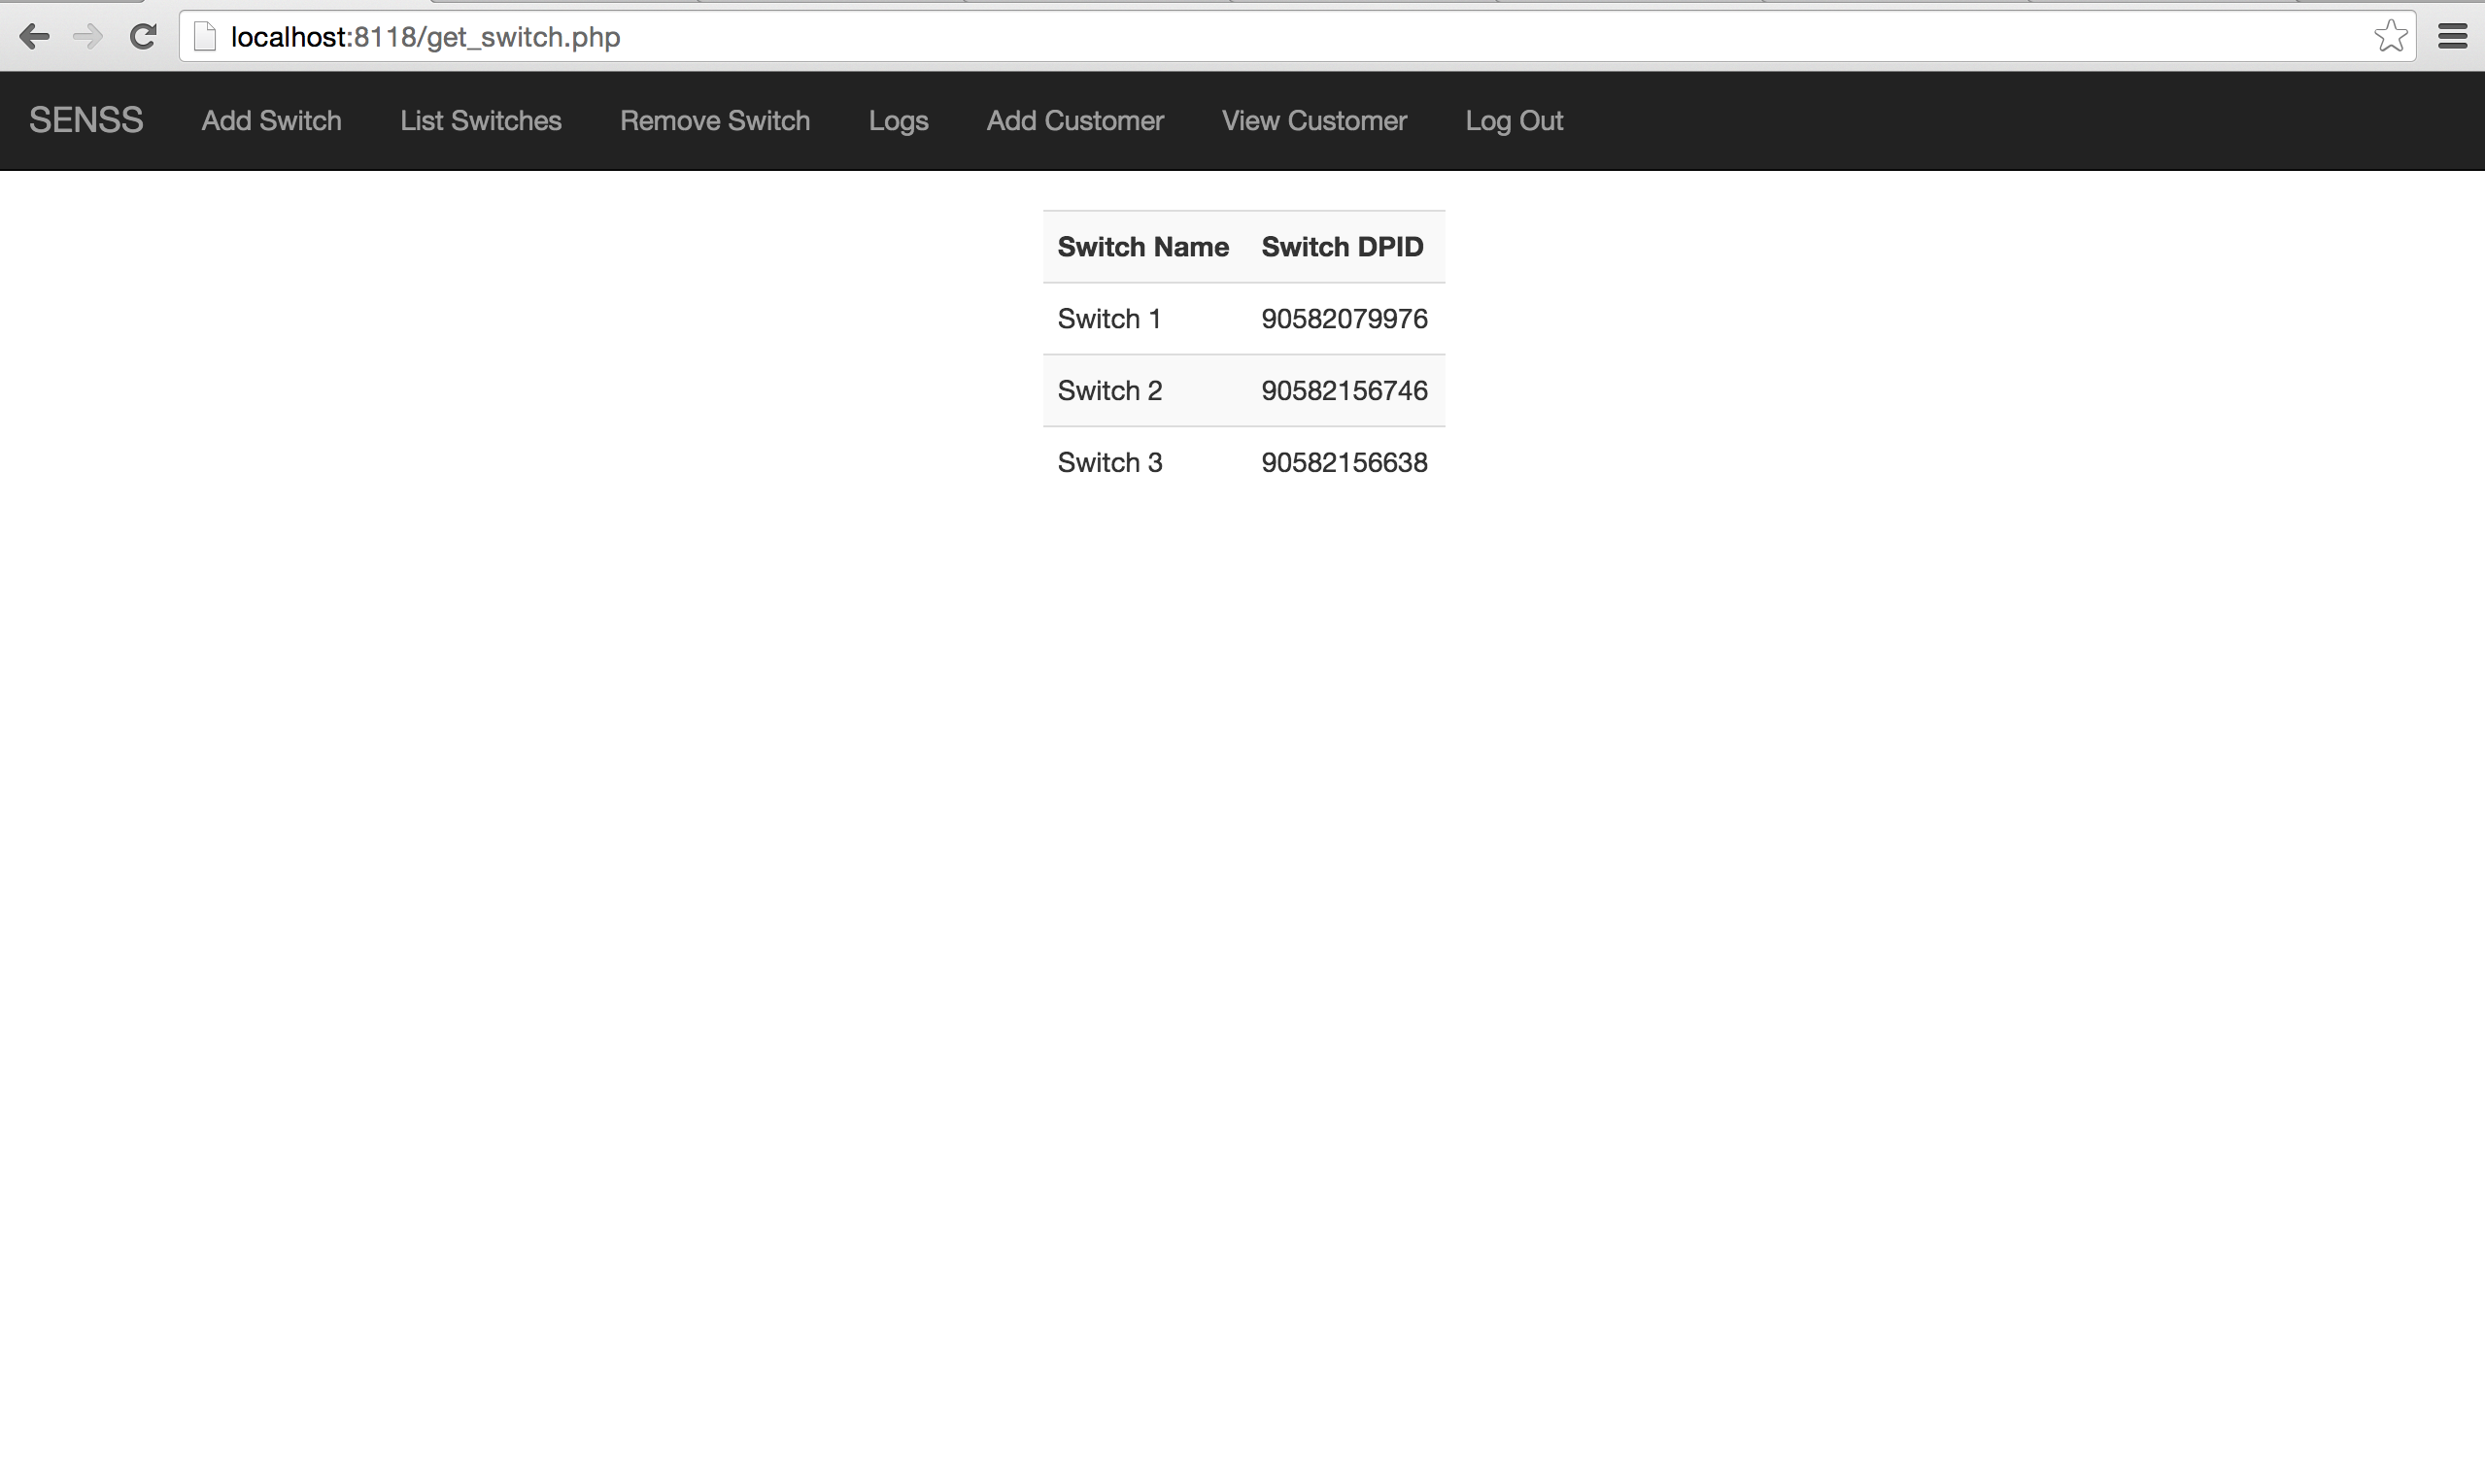 localhost:8118/get_switch.php
SENSS Add Switch List Switches Remove Switch Logs Add Customer View Customer Log Out
Switch Name Switch DPID
Switch 1 90582079976
Switch 2 90582156746
Switch 3 90582156638